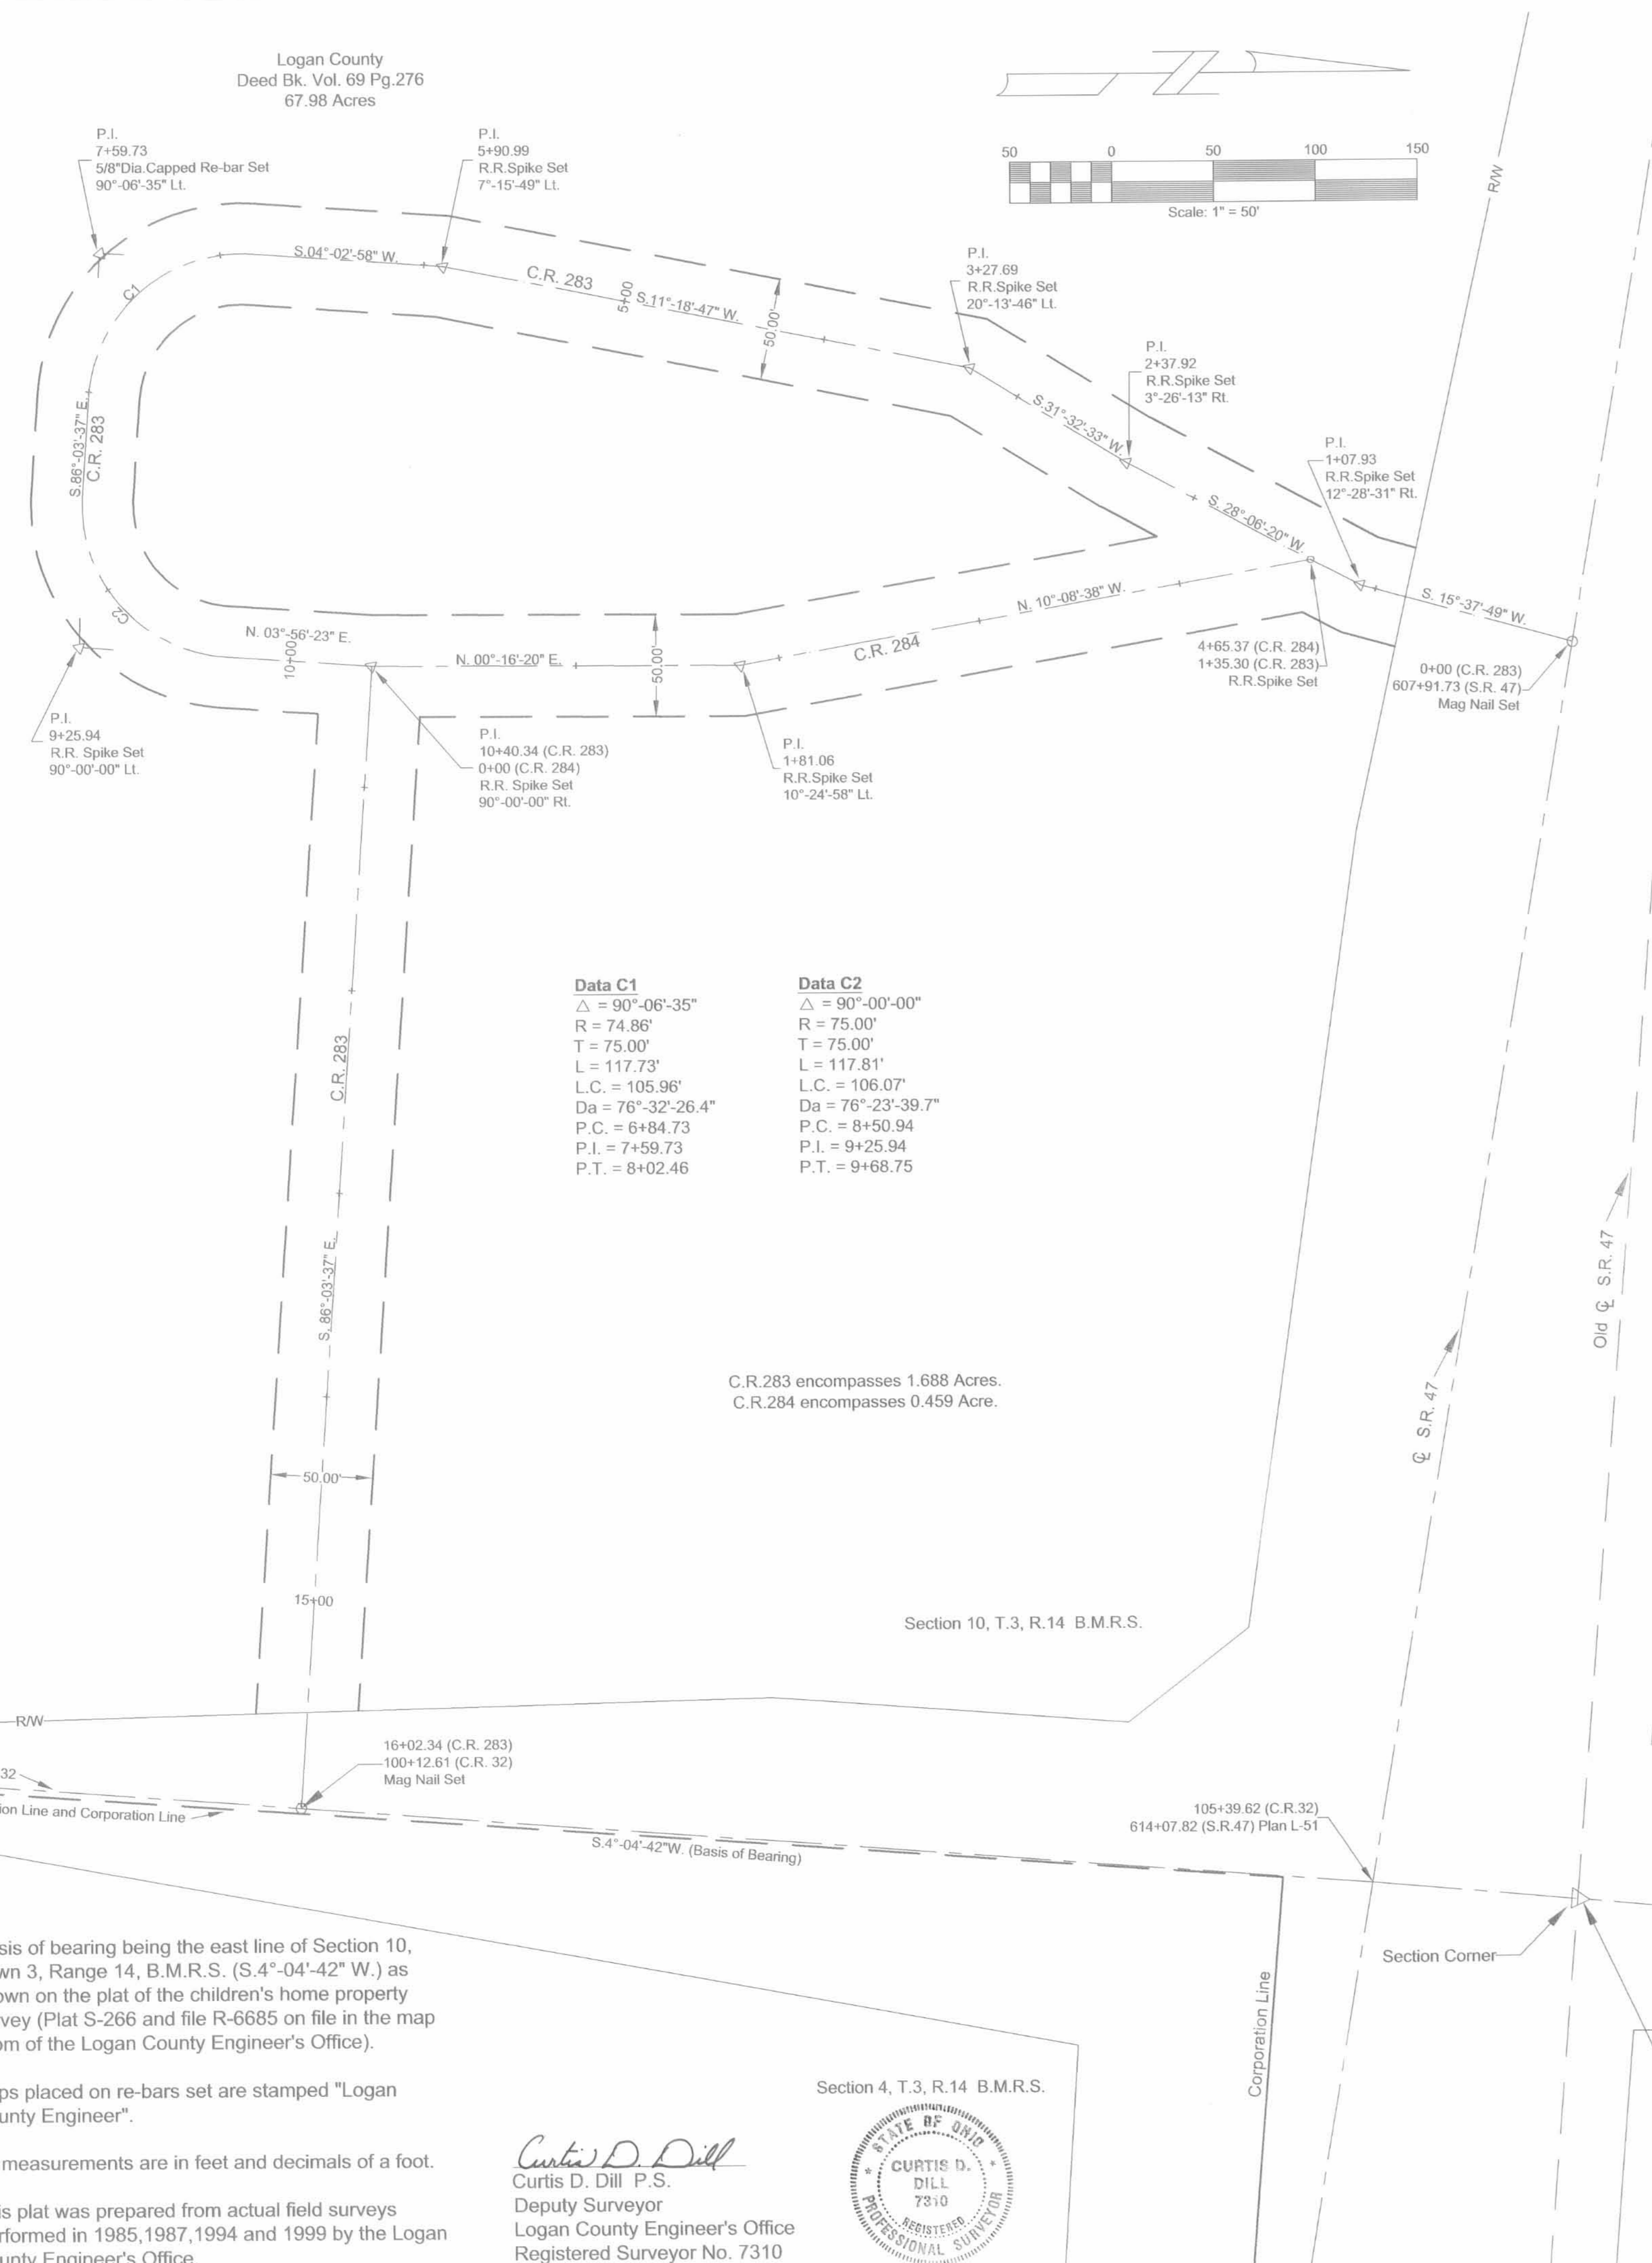 Logan County
Deed Bk. Vol. 69 Pg.276
67.98 Acres
P.I.
7+59.73
5/8"Dia.Capped Re-bar Set
90°-06'-35" Lt.
P.I.
5+90.99
R.R.Spike Set
7°-15'-49" Lt.
50 0 50 100 150
Scale: 1" = 50'
R/W
S.04°-02'-58" W.
C.R. 283
5+00
S.11°-18'-47" W.
50.00'
P.I.
3+27.69
R.R.Spike Set
20°-13'-46" Lt.
P.I.
2+37.92
R.R.Spike Set
3°-26'-13" Rt.
C1
S.86°-03'-37" E.
C.R. 283
S.31°-32'-33" W.
P.I.
1+07.93
R.R.Spike Set
12°-28'-31" Rt.
S. 28°-06'-20" W.
S. 15°-37'-49" W.
C2
N. 03°-56'-23" E.
10+00
N. 00°-16'-20" E.
50.00'
C.R. 284
N. 10°-08'-38" W.
4+65.37 (C.R. 284)
1+35.30 (C.R. 283)
R.R.Spike Set
0+00 (C.R. 283)
607+91.73 (S.R. 47)
Mag Nail Set
P.I.
9+25.94
R.R. Spike Set
90°-00'-00" Lt.
P.I.
10+40.34 (C.R. 283)
0+00 (C.R. 284)
R.R. Spike Set
90°-00'-00" Rt.
P.I.
1+81.06
R.R.Spike Set
10°-24'-58" Lt.
Data C1
△ = 90°-06'-35"
R = 74.86'
T = 75.00'
L = 117.73'
L.C. = 105.96'
Da = 76°-32'-26.4"
P.C. = 6+84.73
P.I. = 7+59.73
P.T. = 8+02.46
Data C2
△ = 90°-00'-00"
R = 75.00'
T = 75.00'
L = 117.81'
L.C. = 106.07'
Da = 76°-23'-39.7"
P.C. = 8+50.94
P.I. = 9+25.94
P.T. = 9+68.75
C.R. 283
S. 86°-03'-37" E.
C.R.283 encompasses 1.688 Acres.
C.R.284 encompasses 0.459 Acre.
℄ S.R. 47
Old ℄ S.R. 47
50.00'
15+00
Section 10, T.3, R.14 B.M.R.S.
R/W
16+02.34 (C.R. 283)
100+12.61 (C.R. 32)
Mag Nail Set
32
ion Line and Corporation Line
S.4°-04'-42"W. (Basis of Bearing)
105+39.62 (C.R.32)
614+07.82 (S.R.47) Plan L-51
Section Corner
Corporation Line
sis of bearing being the east line of Section 10,
wn 3, Range 14, B.M.R.S. (S.4°-04'-42" W.) as
own on the plat of the children's home property
rvey (Plat S-266 and file R-6685 on file in the map
om of the Logan County Engineer's Office).
ps placed on re-bars set are stamped "Logan
unty Engineer".
measurements are in feet and decimals of a foot.
is plat was prepared from actual field surveys
rformed in 1985,1987,1994 and 1999 by the Logan
unty Engineer's Office
Section 4, T.3, R.14 B.M.R.S.
Curtis D. Dill
Curtis D. Dill P.S.
Deputy Surveyor
Logan County Engineer's Office
Registered Surveyor No. 7310
STATE OF OHIO
CURTIS D.
DILL
7310
REGISTERED
PROFESSIONAL SURVEYOR